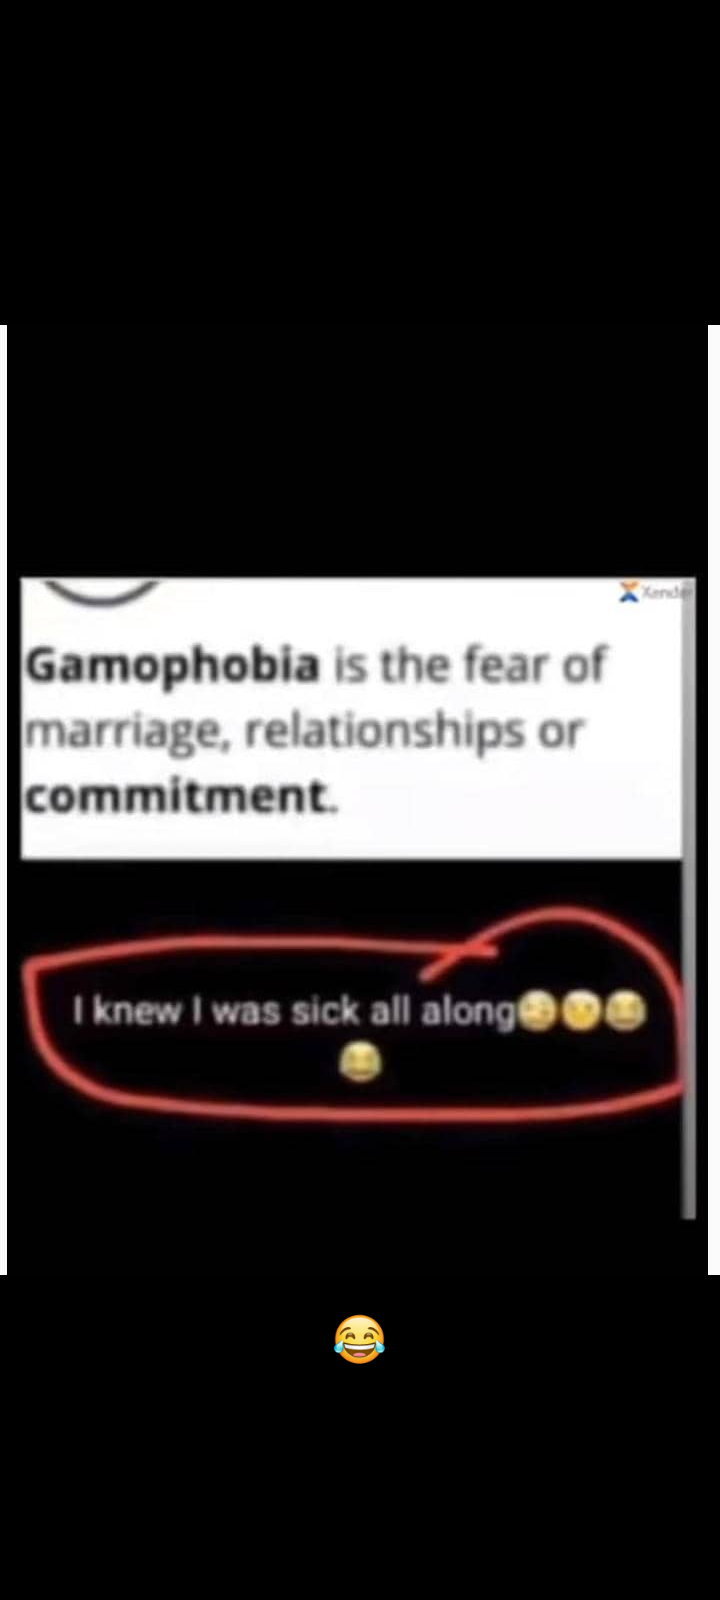 Xender
Gamophobia is the fear of
marriage, relationships or
commitment.
I knew I was sick all along